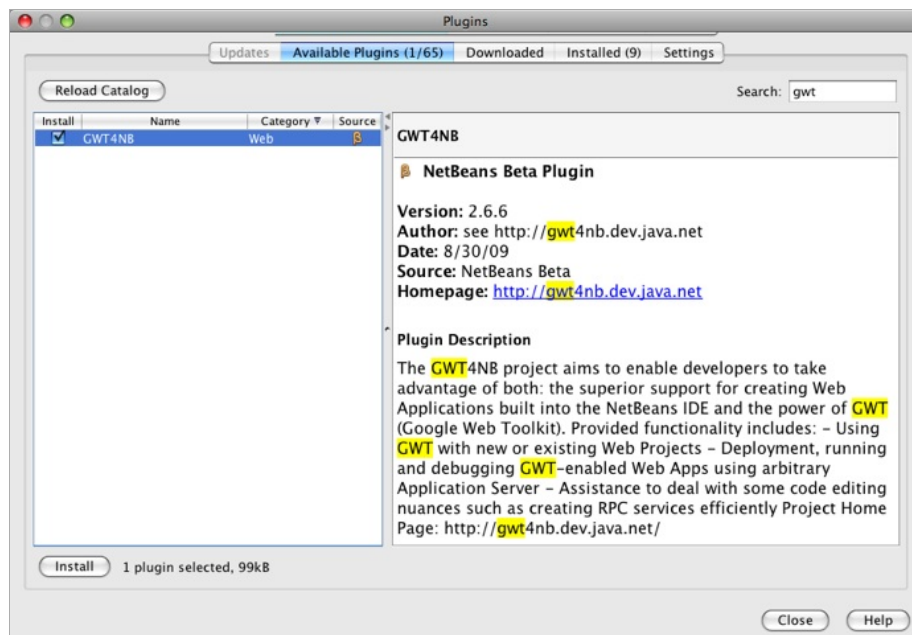 Plugins
Updates
Available Plugins (1/65)
Downloaded
Installed (9)
Settings
Reload Catalog
Search: gwt
Install Name Category Source
GWT4NB Web β
GWT4NB
β NetBeans Beta Plugin
Version: 2.6.6
Author: see http://gwt4nb.dev.java.net
Date: 8/30/09
Source: NetBeans Beta
Homepage: http://gwt4nb.dev.java.net
Plugin Description
The GWT4NB project aims to enable developers to take
advantage of both: the superior support for creating Web
Applications built into the NetBeans IDE and the power of GWT
(Google Web Toolkit). Provided functionality includes: - Using
GWT with new or existing Web Projects - Deployment, running
and debugging GWT-enabled Web Apps using arbitrary
Application Server - Assistance to deal with some code editing
nuances such as creating RPC services efficiently Project Home
Page: http://gwt4nb.dev.java.net/
Install 1 plugin selected, 99kB
Close Help